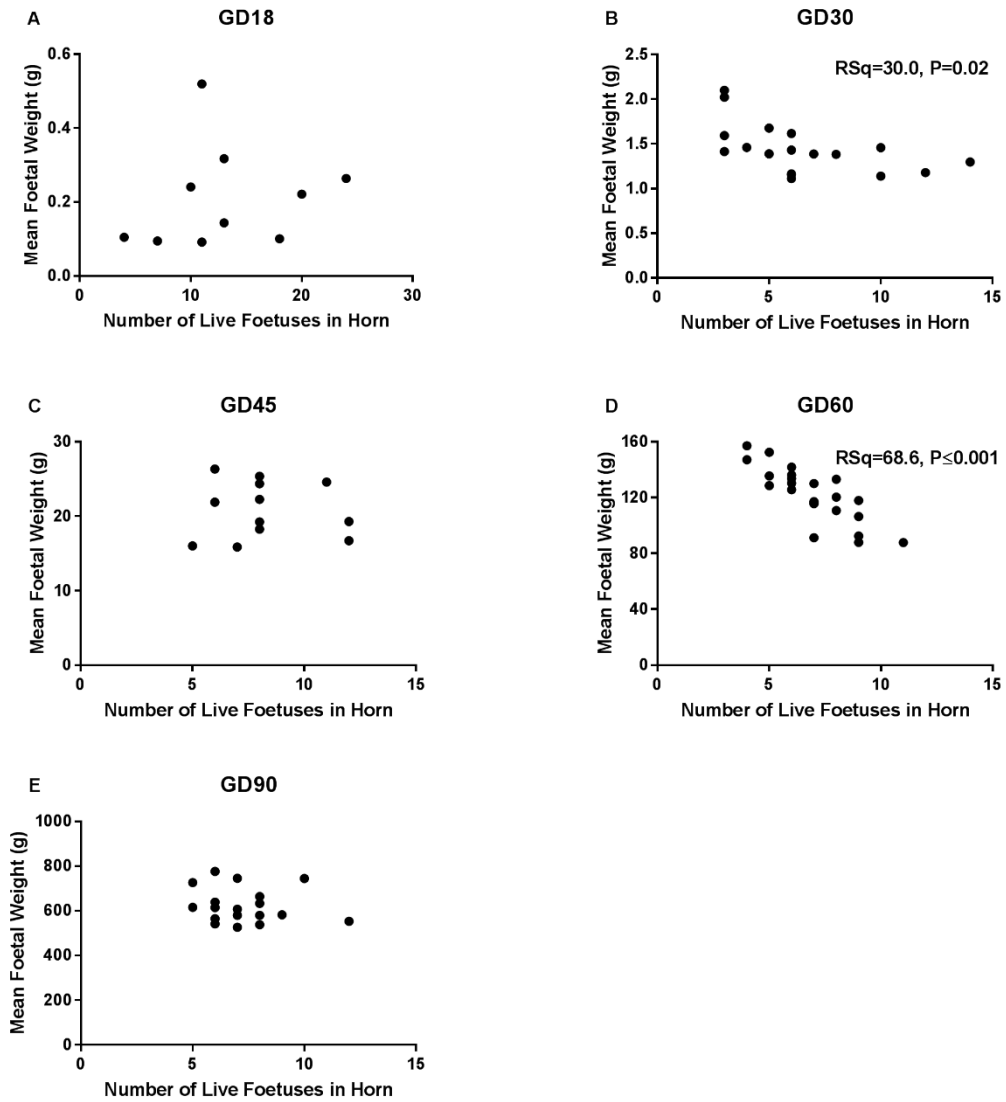 A
GD18
0.6
0.4
0.2
0.0
0
10
20
30
Mean Foetal Weight (g)
Number of Live Foetuses in Horn
B
GD30
RSq=30.0, P=0.02
2.5
2.0
1.5
1.0
0.5
0.0
0
5
10
15
Mean Foetal Weight (g)
Number of Live Foetuses in Horn
C
GD45
30
20
10
0
0
5
10
15
Mean Foetal Weight (g)
Number of Live Foetuses in Horn
D
GD60
RSq=68.6, P≤0.001
160
120
80
40
0
0
5
10
15
Mean Foetal Weight (g)
Number of Live Foetuses in Horn
E
GD90
1000
800
600
400
200
0
0
5
10
15
Mean Foetal Weight (g)
Number of Live Foetuses in Horn